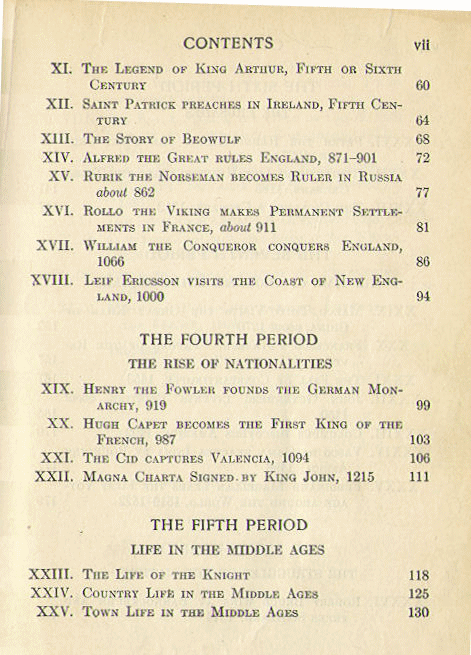 CONTENTS vii
XI. The Legend of King Arthur, Fifth or Sixth
Century 60
XII. Saint Patrick preaches in Ireland, Fifth Cen-
tury 64
XIII. The Story of Beowulf 68
XIV. Alfred the Great rules England, 871–901 72
XV. Rurik the Norseman becomes Ruler in Russia
about 862 77
XVI. Rollo the Viking makes Permanent Settle-
ments in France, about 911 81
XVII. William the Conqueror conquers England,
1066 86
XVIII. Leif Ericsson visits the Coast of New Eng-
land, 1000 94
THE FOURTH PERIOD
THE RISE OF NATIONALITIES
XIX. Henry the Fowler founds the German Mon-
archy, 919 99
XX. Hugh Capet becomes the First King of the
French, 987 103
XXI. The Cid captures Valencia, 1094 106
XXII. Magna Charta Signed by King John, 1215 111
THE FIFTH PERIOD
LIFE IN THE MIDDLE AGES
XXIII. The Life of the Knight 118
XXIV. Country Life in the Middle Ages 125
XXV. Town Life in the Middle Ages 130